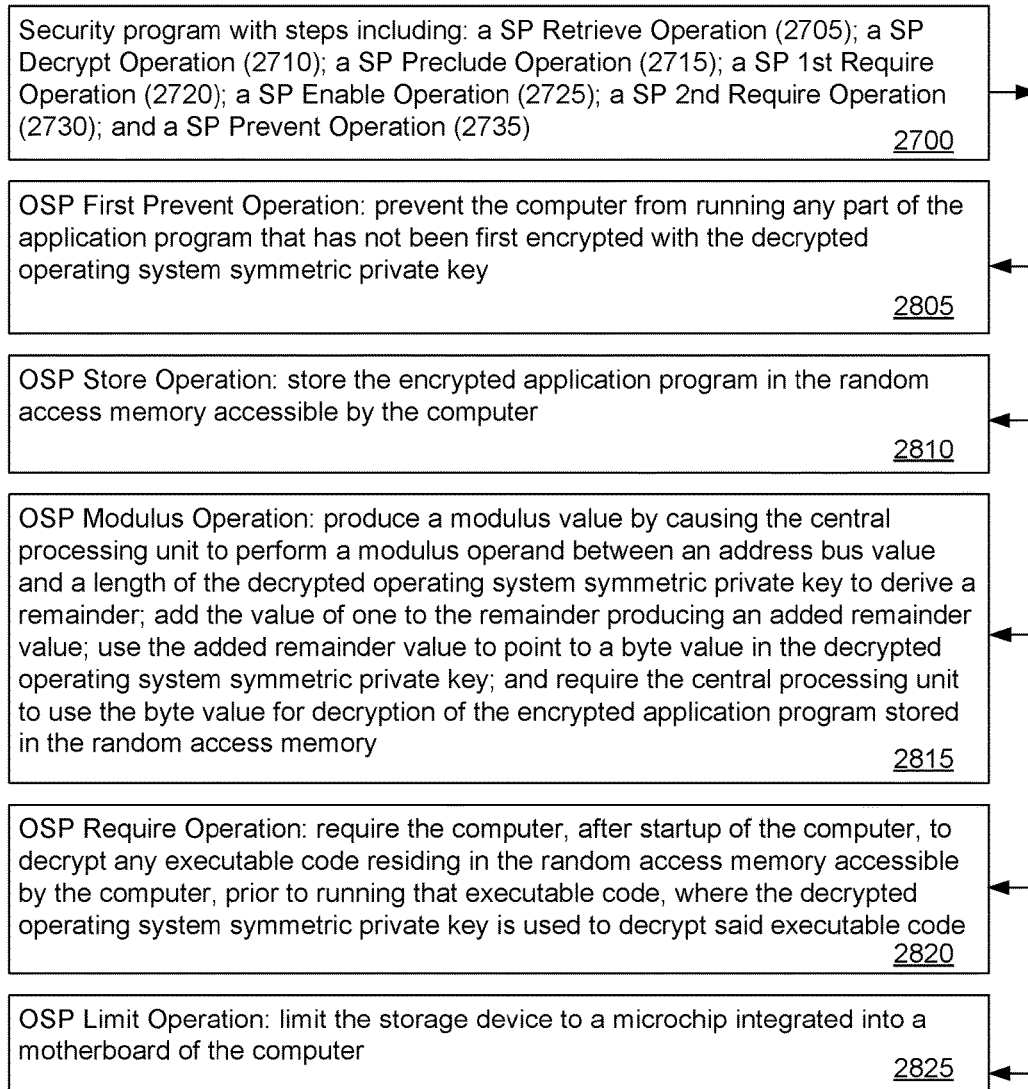 Security program with steps including: a SP Retrieve Operation (2705); a SP
Decrypt Operation (2710); a SP Preclude Operation (2715); a SP 1st Require
Operation (2720); a SP Enable Operation (2725); a SP 2nd Require Operation
(2730); and a SP Prevent Operation (2735)
2700
OSP First Prevent Operation: prevent the computer from running any part of the
application program that has not been first encrypted with the decrypted
operating system symmetric private key
2805
OSP Store Operation: store the encrypted application program in the random
access memory accessible by the computer
2810
OSP Modulus Operation: produce a modulus value by causing the central
processing unit to perform a modulus operand between an address bus value
and a length of the decrypted operating system symmetric private key to derive a
remainder; add the value of one to the remainder producing an added remainder
value; use the added remainder value to point to a byte value in the decrypted
operating system symmetric private key; and require the central processing unit
to use the byte value for decryption of the encrypted application program stored
in the random access memory
2815
OSP Require Operation: require the computer, after startup of the computer, to
decrypt any executable code residing in the random access memory accessible
by the computer, prior to running that executable code, where the decrypted
operating system symmetric private key is used to decrypt said executable code
2820
OSP Limit Operation: limit the storage device to a microchip integrated into a
motherboard of the computer
2825